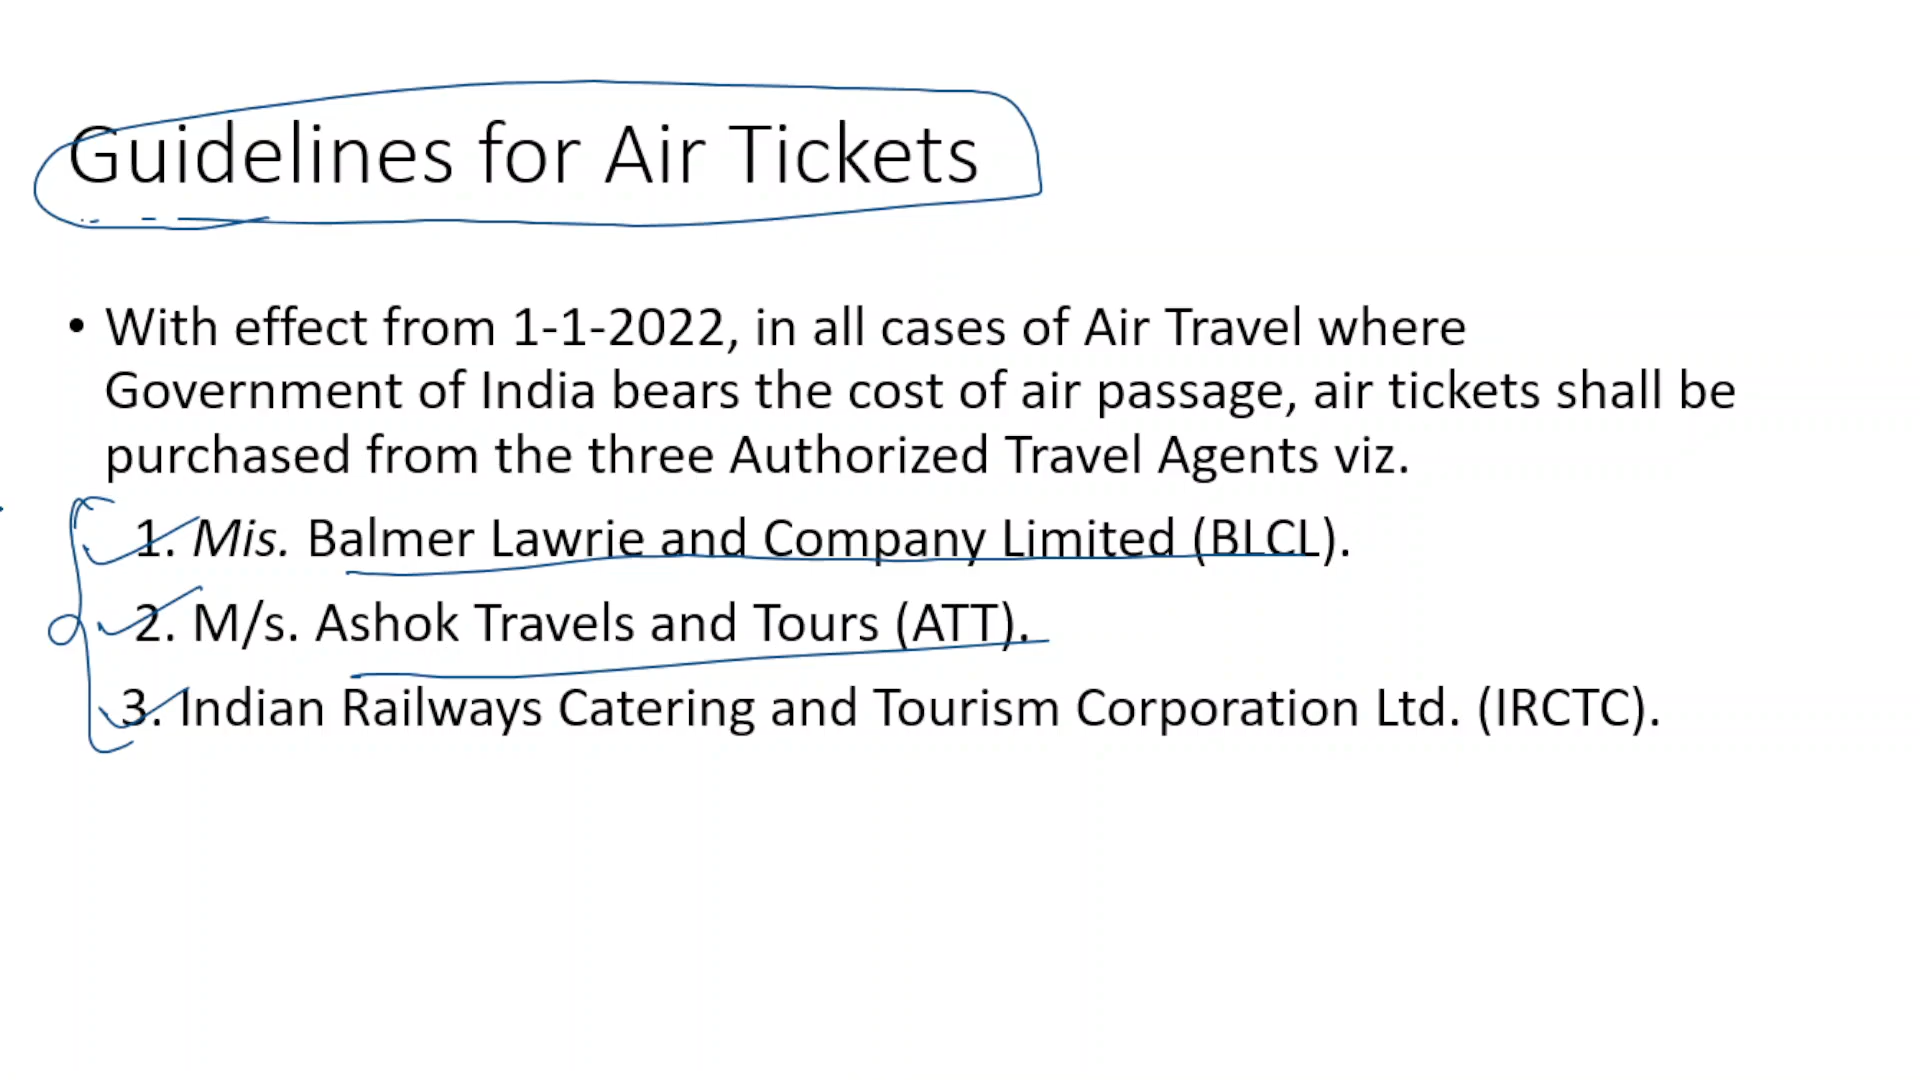 Guidelines for Air Tickets
• With effect from 1-1-2022, in all cases of Air Travel where
Government of India bears the cost of air passage, air tickets shall be
purchased from the three Authorized Travel Agents viz.
1. Mis. Balmer Lawrie and Company Limited (BLCL).
2. M/s. Ashok Travels and Tours (ATT).
3. Indian Railways Catering and Tourism Corporation Ltd. (IRCTC).